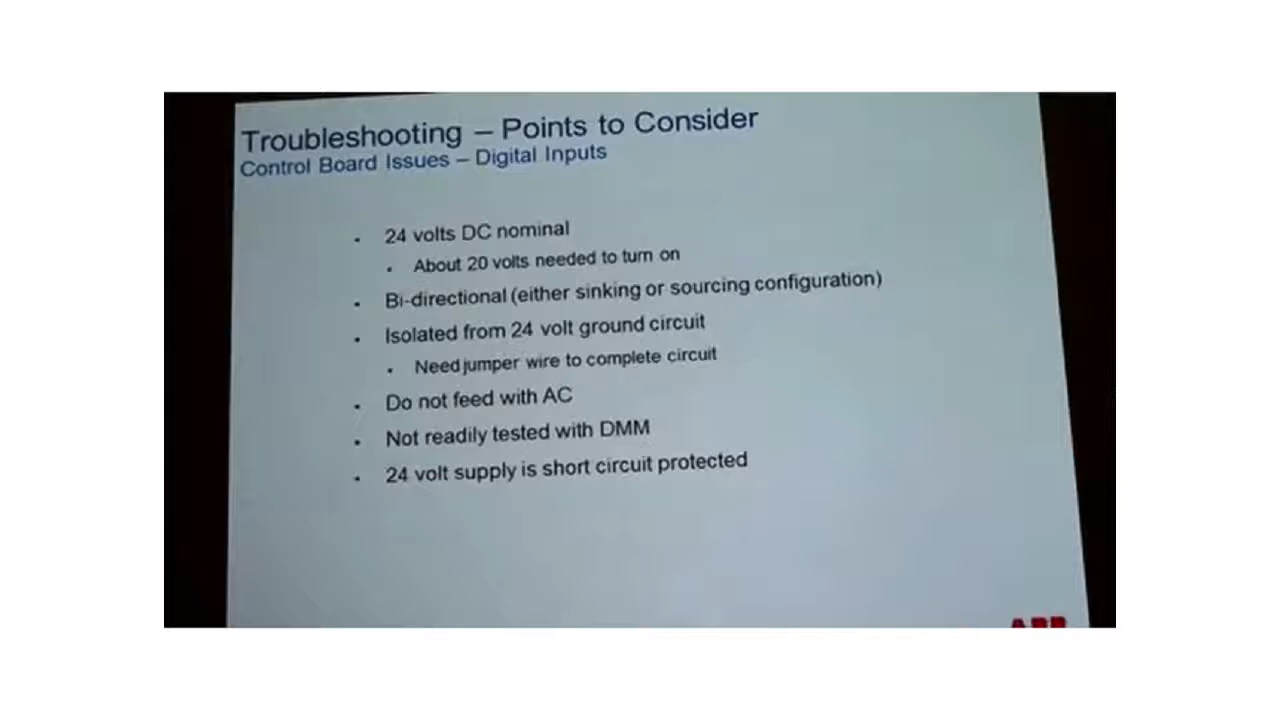 Troubleshooting – Points to Consider
Control Board Issues – Digital Inputs
• 24 volts DC nominal
• About 20 volts needed to turn on
• Bi-directional (either sinking or sourcing configuration)
• Isolated from 24 volt ground circuit
• Need jumper wire to complete circuit
• Do not feed with AC
• Not readily tested with DMM
• 24 volt supply is short circuit protected
ABB